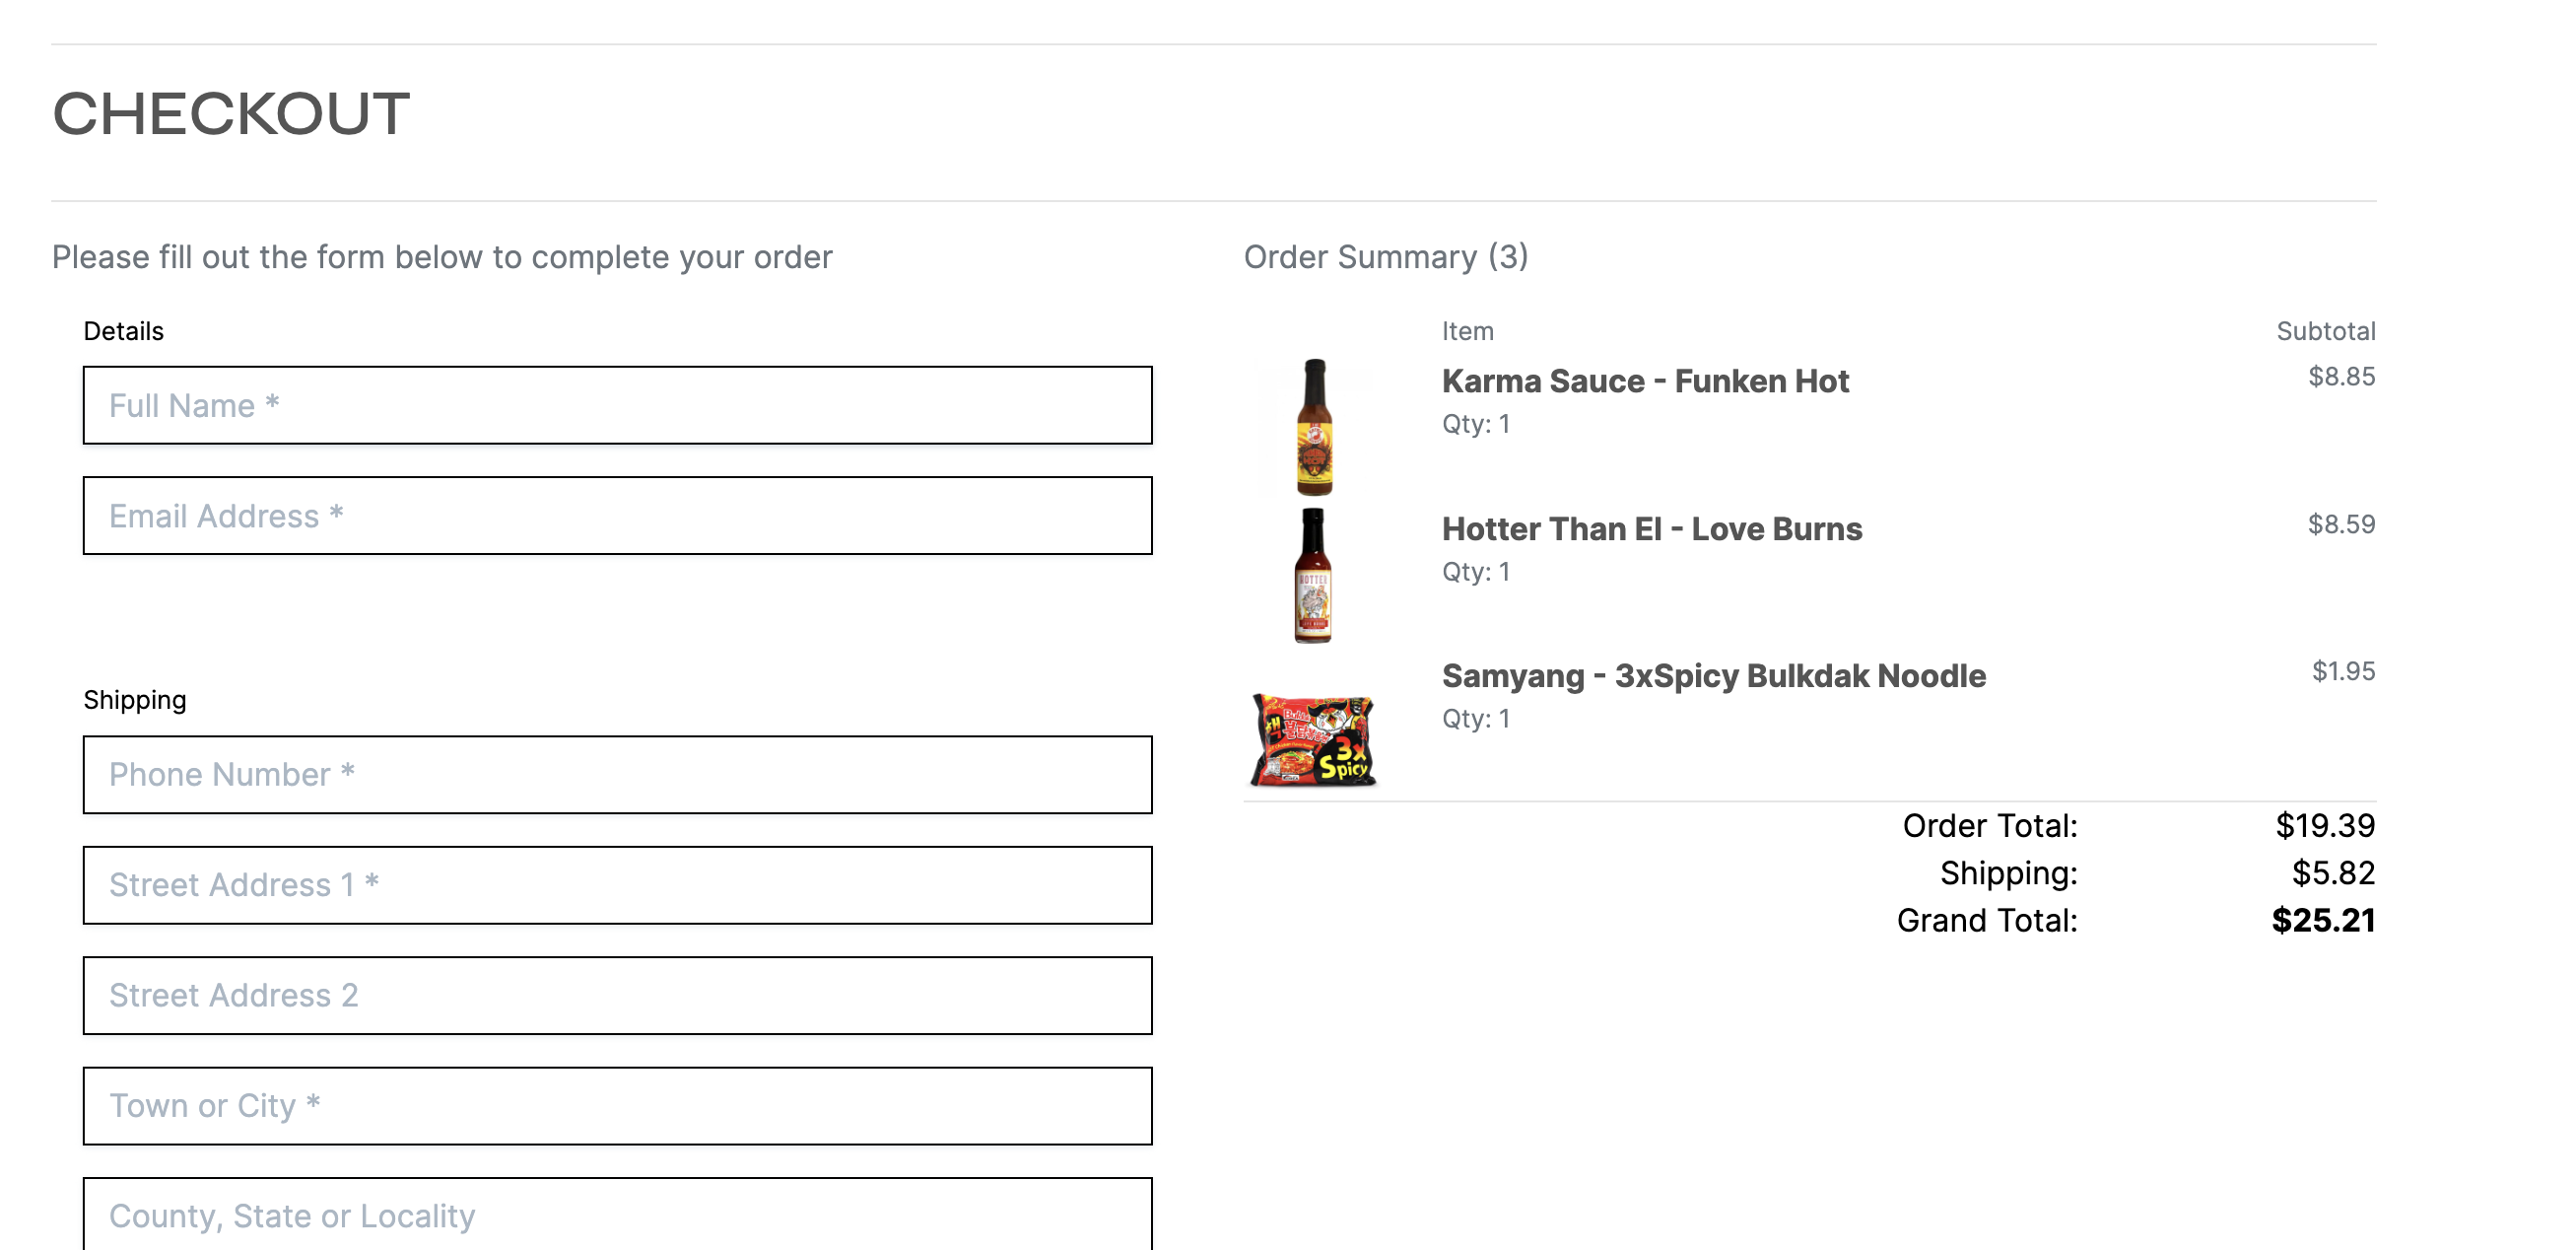 CHECKOUT
Please fill out the form below to complete your order
Details
Full Name *
Email Address *
Shipping
Phone Number *
Street Address 1 *
Street Address 2
Town or City *
County, State or Locality
Order Summary (3)
Item Subtotal
Karma Sauce - Funken Hot $8.85
Qty: 1
Hotter Than El - Love Burns $8.59
Qty: 1
HOTTER
Samyang - 3xSpicy Bulkdak Noodle $1.95
Qty: 1
3x
Spicy
Order Total: $19.39
Shipping: $5.82
Grand Total: $25.21